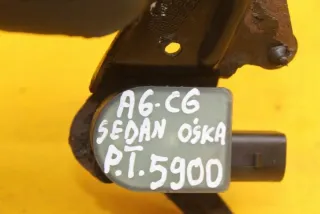 A6-C6
SEDAN OŚKA
P.I. 5900